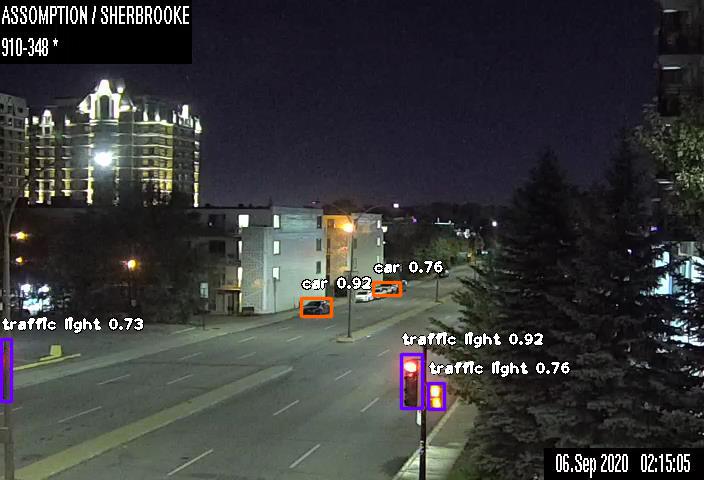 ASSOMPTION / SHERBROOKE
910-348 *
car 0.76
car 0.92
traffic light 0.73
traffic light 0.92
traffic light 0.76
06.Sep 2020 02:15:05